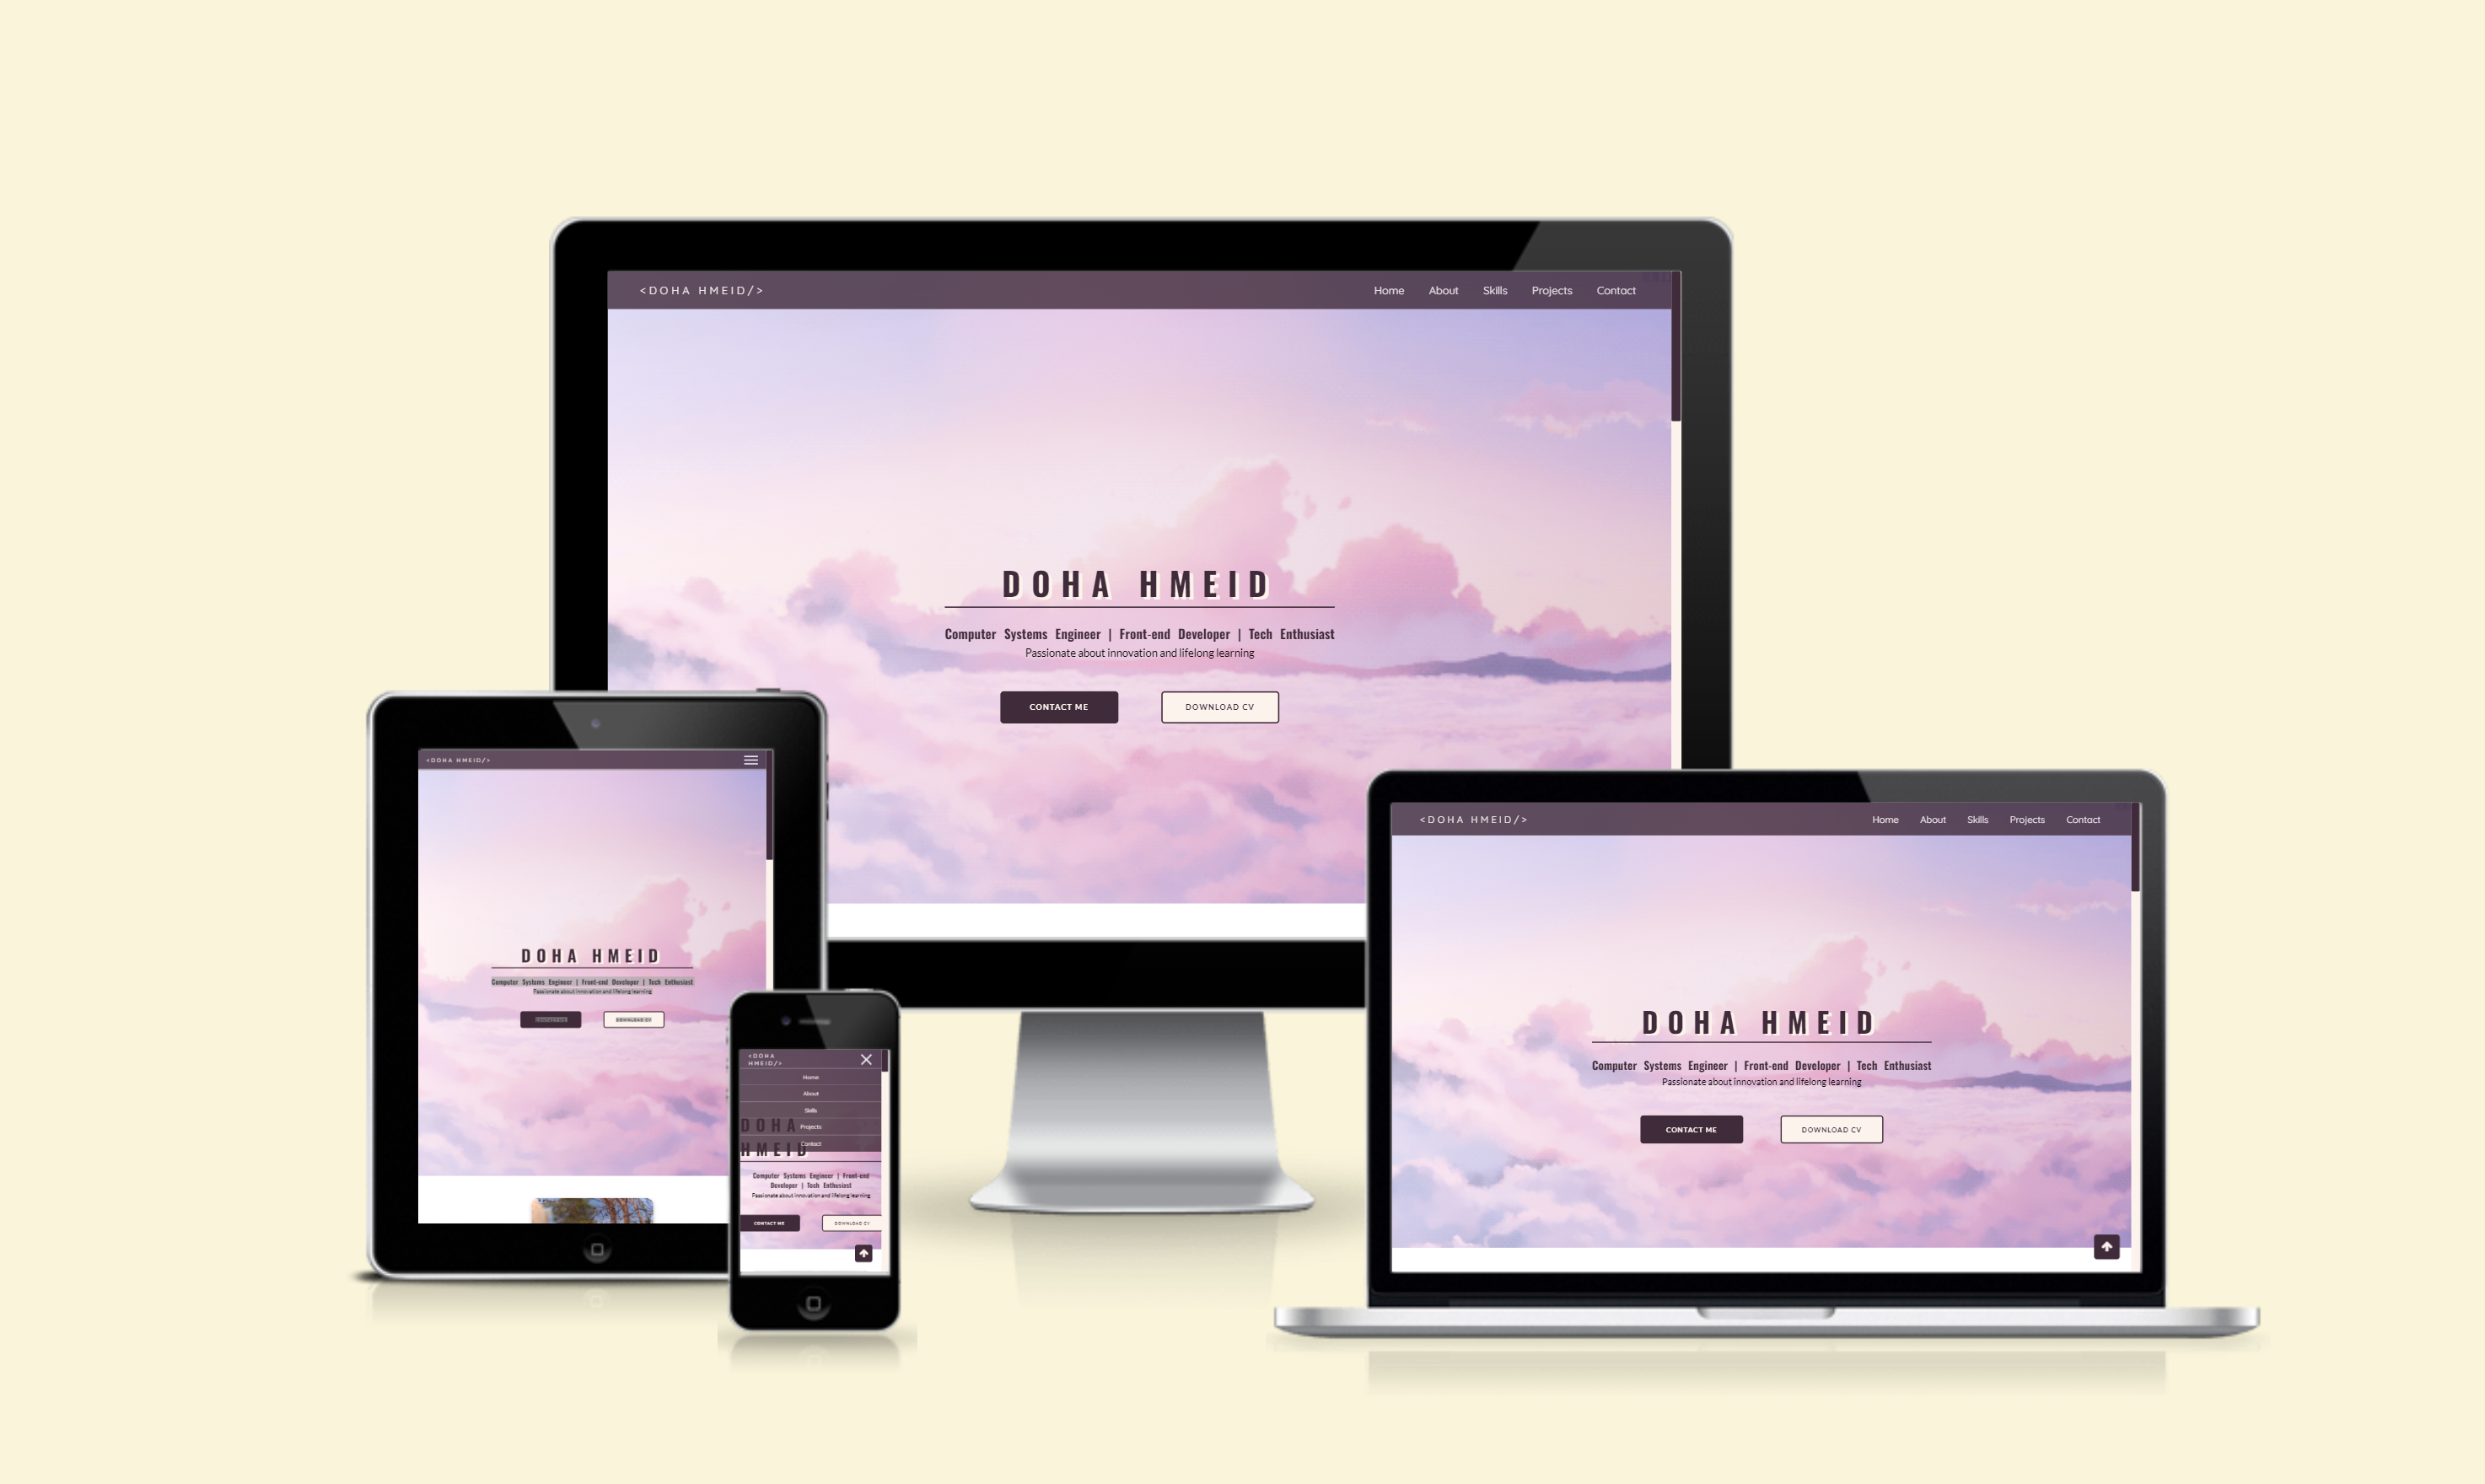 <DOHA HMEID/>
Home About Skills Projects Contact
DOHA HMEID
Computer Systems Engineer | Front-end Developer | Tech Enthusiast
Passionate about innovation and lifelong learning
CONTACT ME DOWNLOAD CV
<DOHA HMEID/>
DOHA HMEID
Computer Systems Engineer | Front-end Developer | Tech Enthusiast
Passionate about innovation and lifelong learning
CONTACT ME DOWNLOAD CV
<DOHA
HMEID/>
Home
About
Skills
Projects
Contact
DOHA
HMEID
Computer Systems Engineer | Front-end
Developer | Tech Enthusiast
Passionate about innovation and lifelong learning
CONTACT ME DOWNLOAD CV
<DOHA HMEID/>
Home About Skills Projects Contact
DOHA HMEID
Computer Systems Engineer | Front-end Developer | Tech Enthusiast
Passionate about innovation and lifelong learning
CONTACT ME DOWNLOAD CV